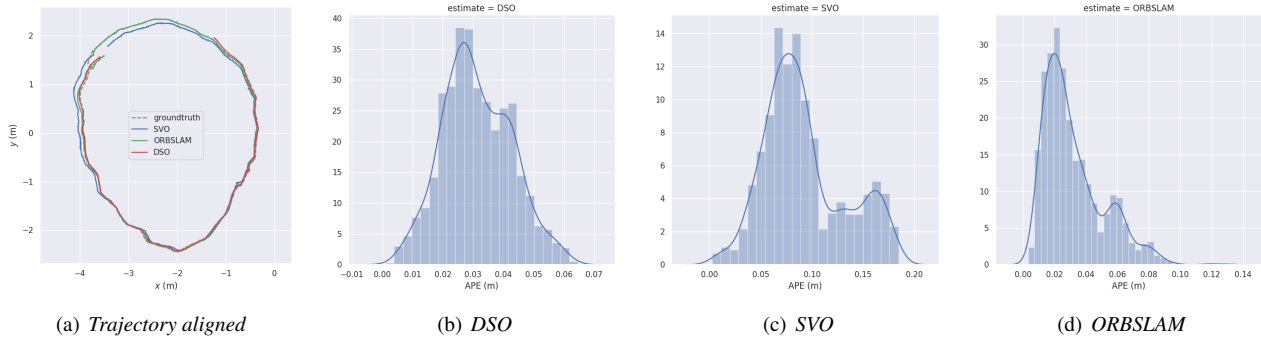 2
1
0
−1
−2
y (m)
−4
−3
−2
−1
0
x (m)
groundtruth
SVO
ORBSLAM
DSO
(a) Trajectory aligned
estimate = DSO
40
35
30
25
20
15
10
5
0
−0.01 0.00 0.01 0.02 0.03 0.04 0.05 0.06 0.07
APE (m)
(b) DSO
estimate = SVO
14
12
10
8
6
4
2
0
0.00 0.05 0.10 0.15 0.20
APE (m)
(c) SVO
estimate = ORBSLAM
30
25
20
15
10
5
0
0.00 0.02 0.04 0.06 0.08 0.10 0.12 0.14
APE (m)
(d) ORBSLAM